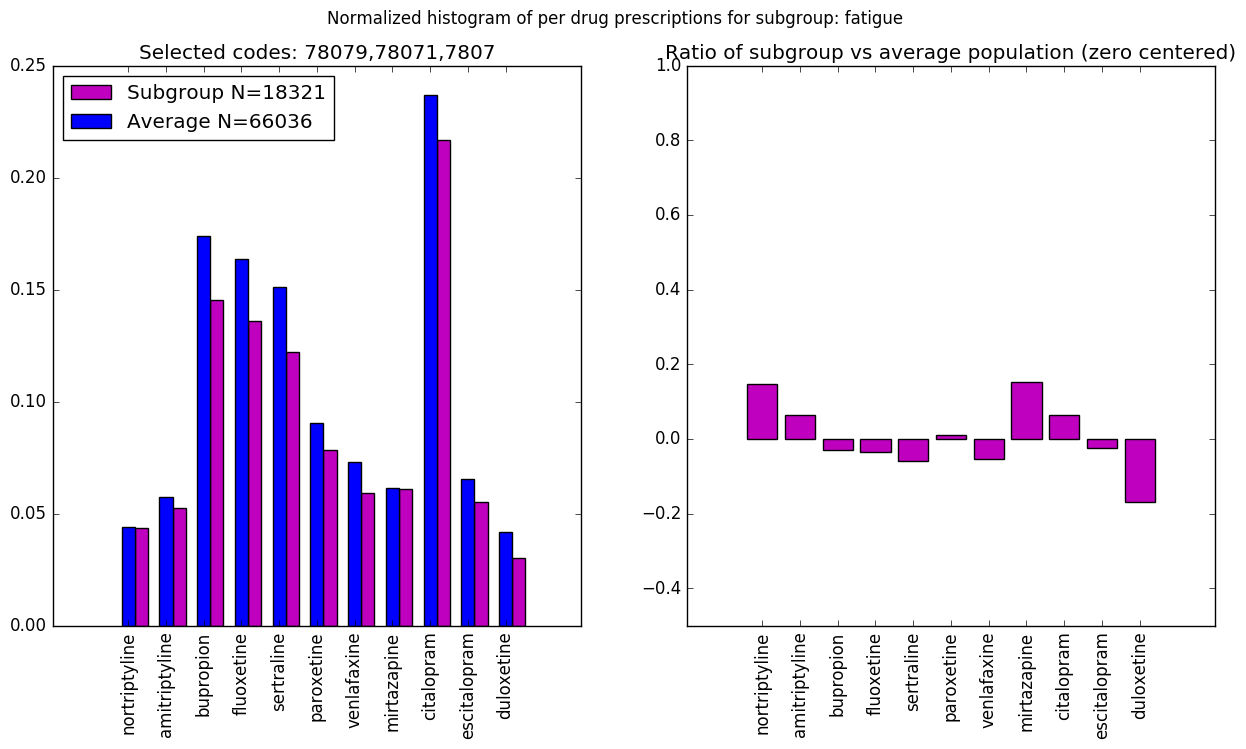 Normalized histogram of per drug prescriptions for subgroup: fatigue
Selected codes: 78079,78071,7807
0.25
0.20
0.15
0.10
0.05
0.00
Subgroup N=18321
Average N=66036
nortriptyline
amitriptyline
bupropion
fluoxetine
sertraline
paroxetine
venlafaxine
mirtazapine
citalopram
escitalopram
duloxetine
Ratio of subgroup vs average population (zero centered)
1.0
0.8
0.6
0.4
0.2
0.0
−0.2
−0.4
nortriptyline
amitriptyline
bupropion
fluoxetine
sertraline
paroxetine
venlafaxine
mirtazapine
citalopram
escitalopram
duloxetine